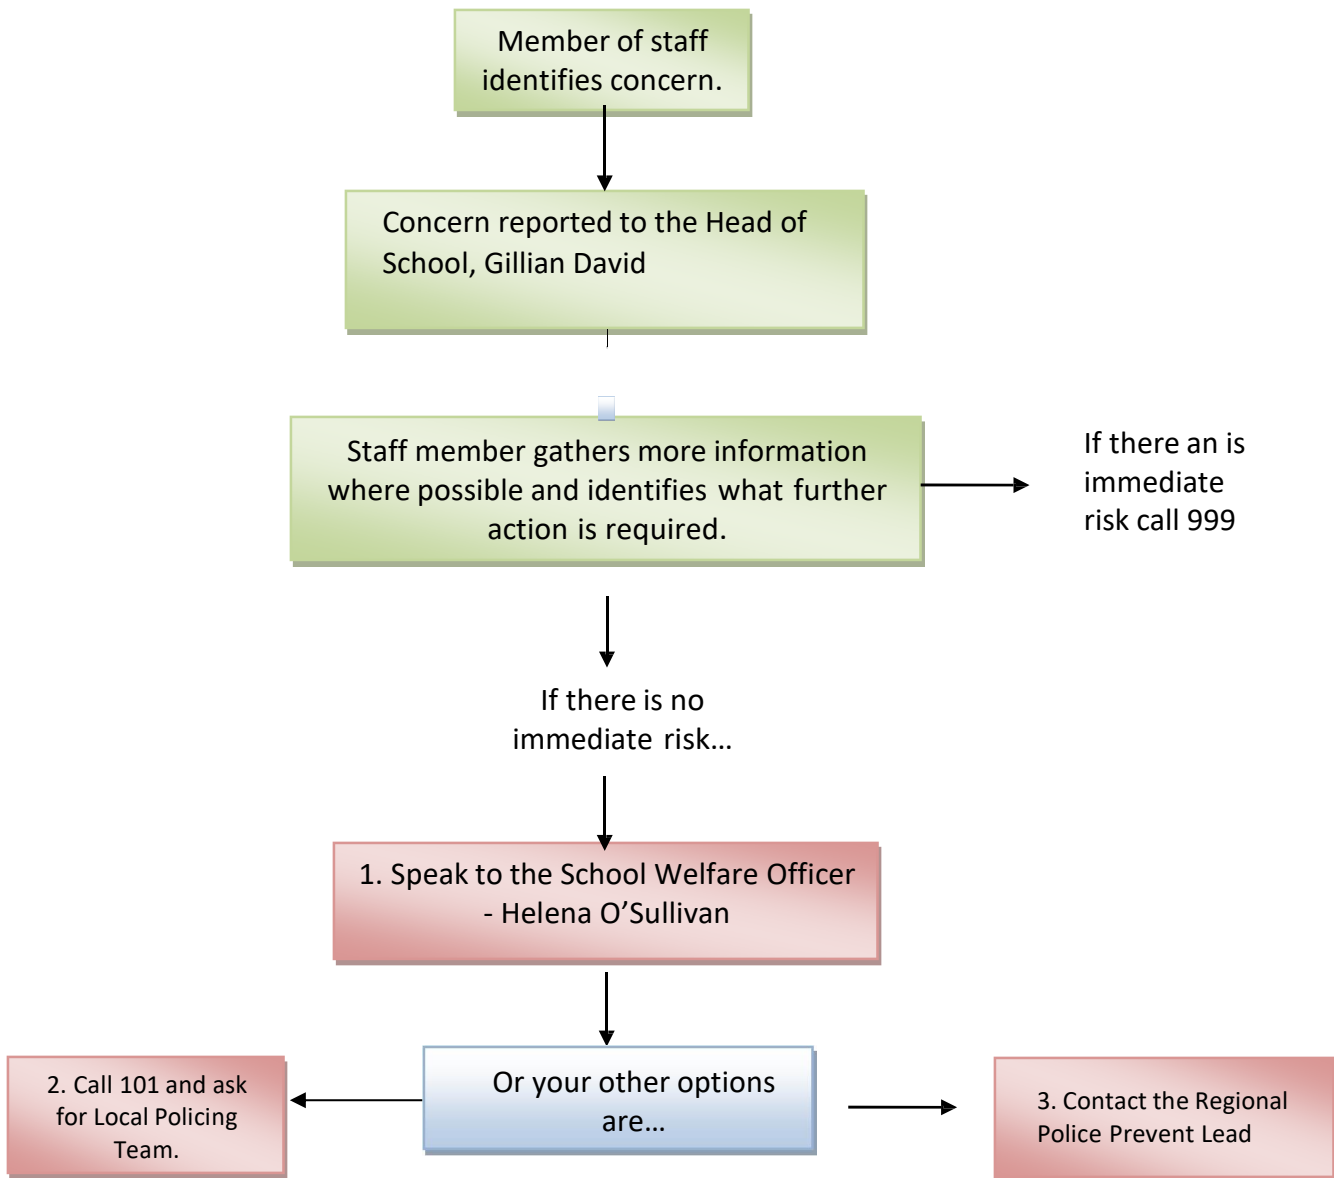 Member of staff
identifies concern.
Concern reported to the Head of
School, Gillian David
Staff member gathers more information
where possible and identifies what further
action is required.
If there an is
immediate
risk call 999
If there is no
immediate risk…
1. Speak to the School Welfare Officer
- Helena O’Sullivan
Or your other options
are…
2. Call 101 and ask
for Local Policing
Team.
3. Contact the Regional
Police Prevent Lead